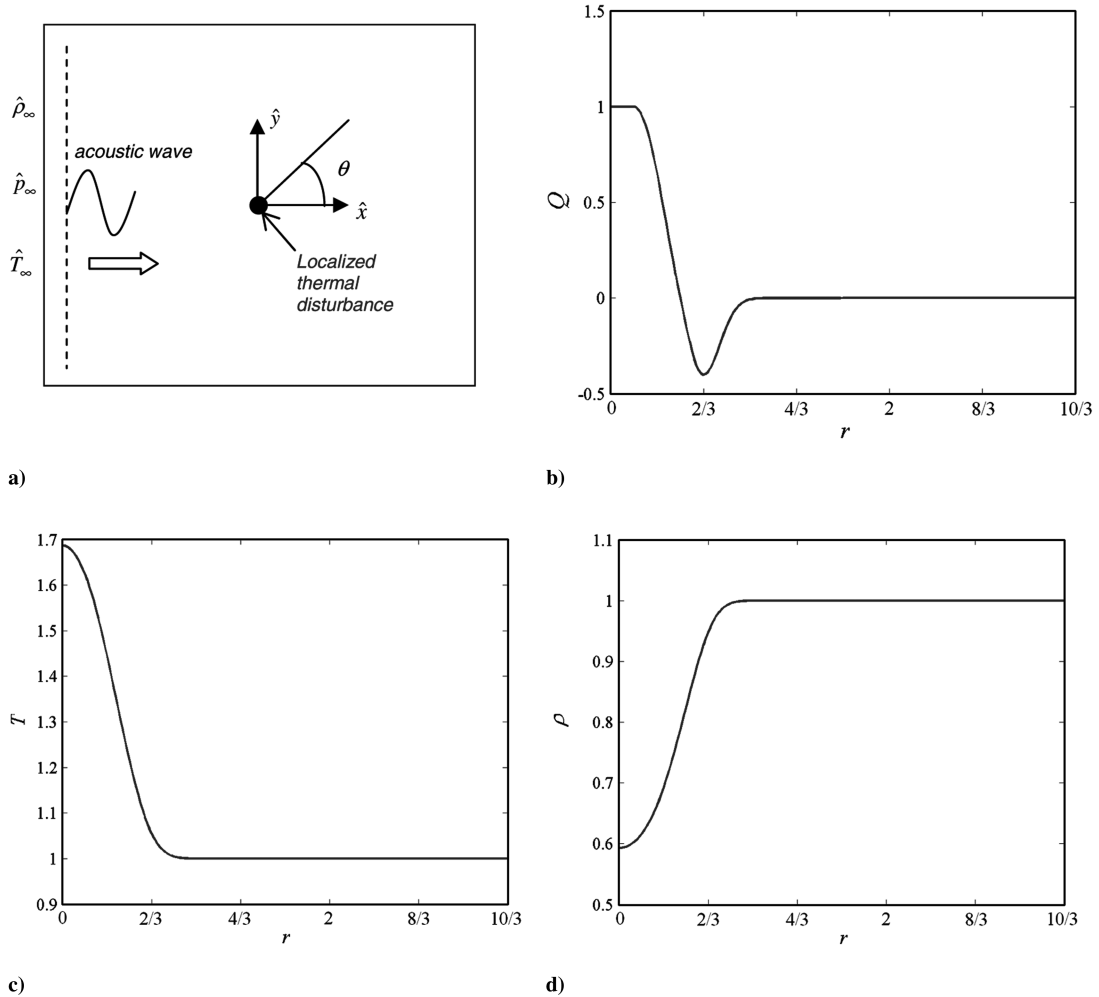 ρ̂∞
p̂∞
T̂∞
acoustic wave
ŷ
θ
x̂
Localized
thermal
disturbance
a)
1.5
1
0.5
0
-0.5
Q
0 2/3 4/3 2 8/3 10/3
r
b)
1.7
1.6
1.5
1.4
1.3
1.2
1.1
1
0.9
T
0 2/3 4/3 2 8/3 10/3
r
c)
1.1
1
0.9
0.8
0.7
0.6
0.5
ρ
0 2/3 4/3 2 8/3 10/3
r
d)